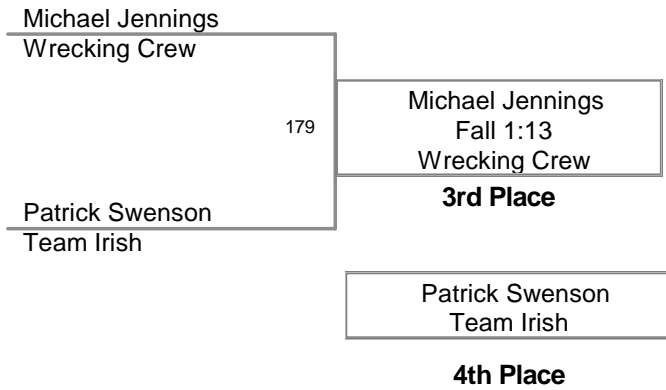 Michael Jennings
Wrecking Crew
179
Michael Jennings
Fall 1:13
Wrecking Crew
3rd Place
Patrick Swenson
Team Irish
Patrick Swenson
Team Irish
4th Place